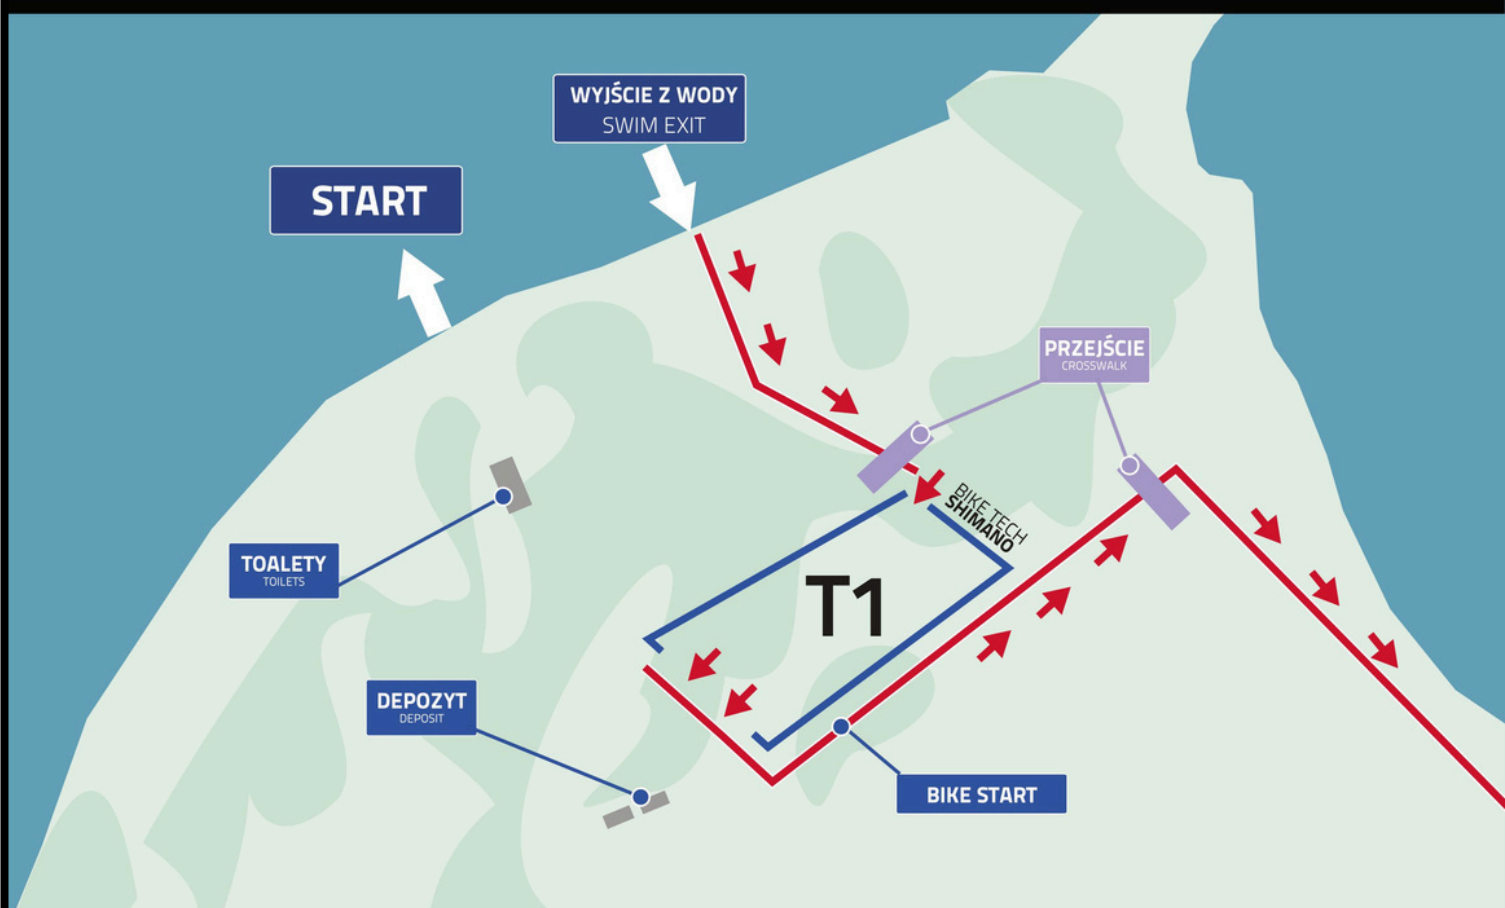 WYJŚCIE Z WODY
SWIM EXIT
START
PRZEJŚCIE
CROSSWALK
BIKE TECH
SHIMANO
TOALETY
TOILETS
T1
DEPOZYT
DEPOSIT
BIKE START